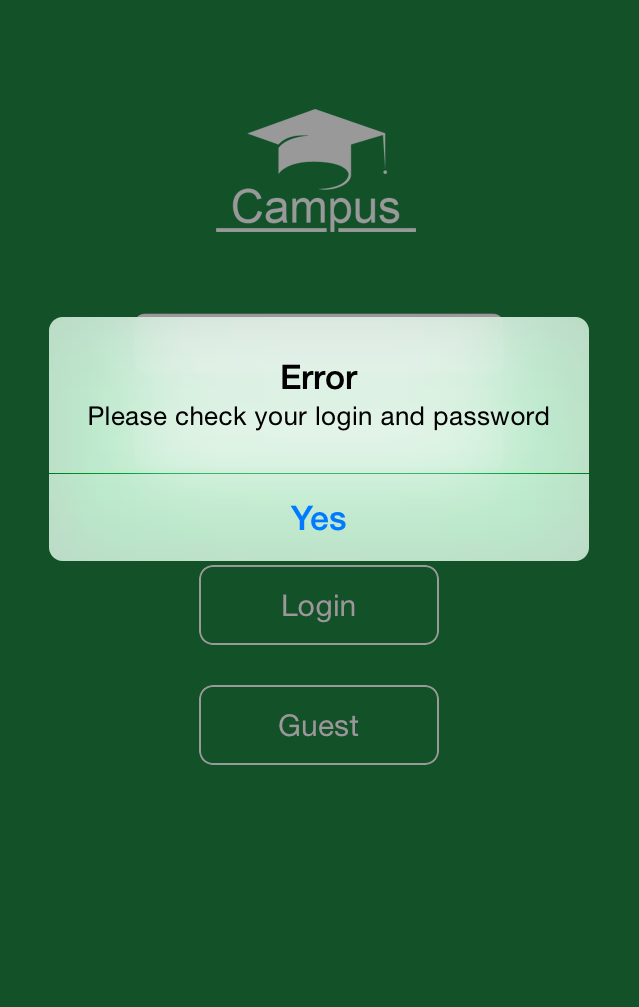 Campus
Error
Please check your login and password
Yes
Login
Guest